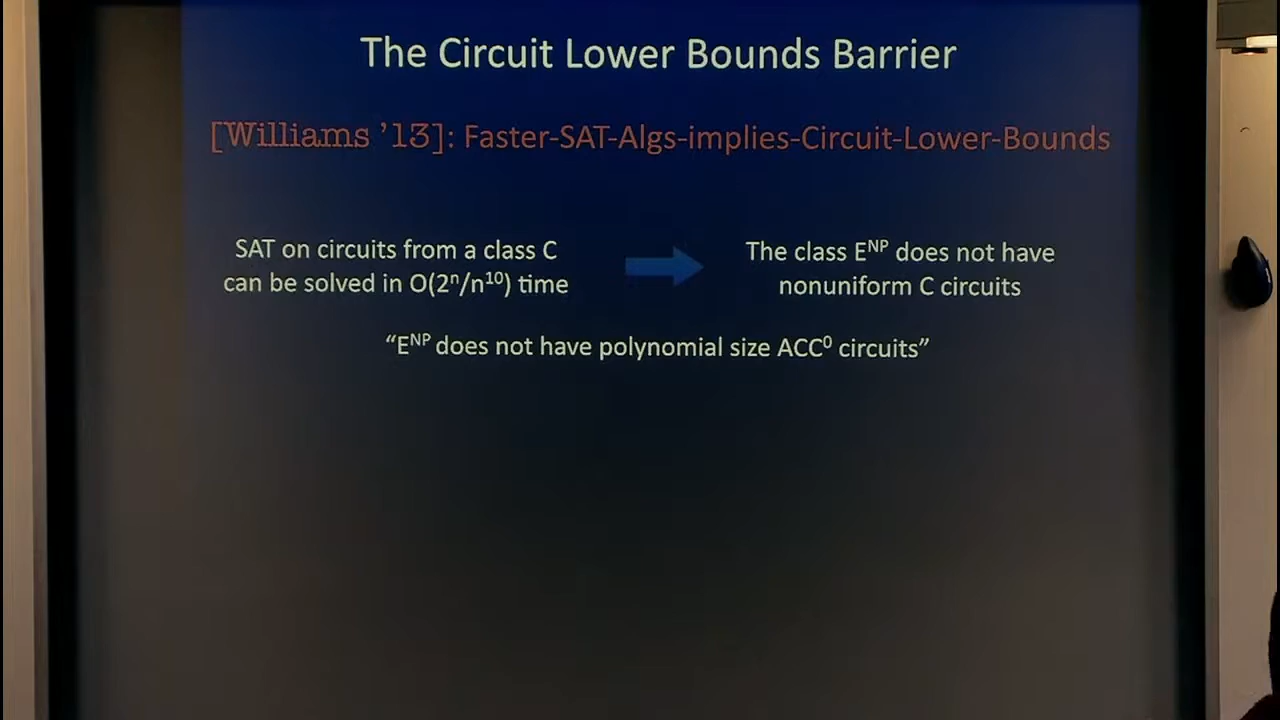 The Circuit Lower Bounds Barrier
[Williams ’13]: Faster-SAT-Algs-implies-Circuit-Lower-Bounds
SAT on circuits from a class C
can be solved in O(2ⁿ/n¹⁰) time
The class Eᴺᴾ does not have
nonuniform C circuits
“Eᴺᴾ does not have polynomial size ACC⁰ circuits”